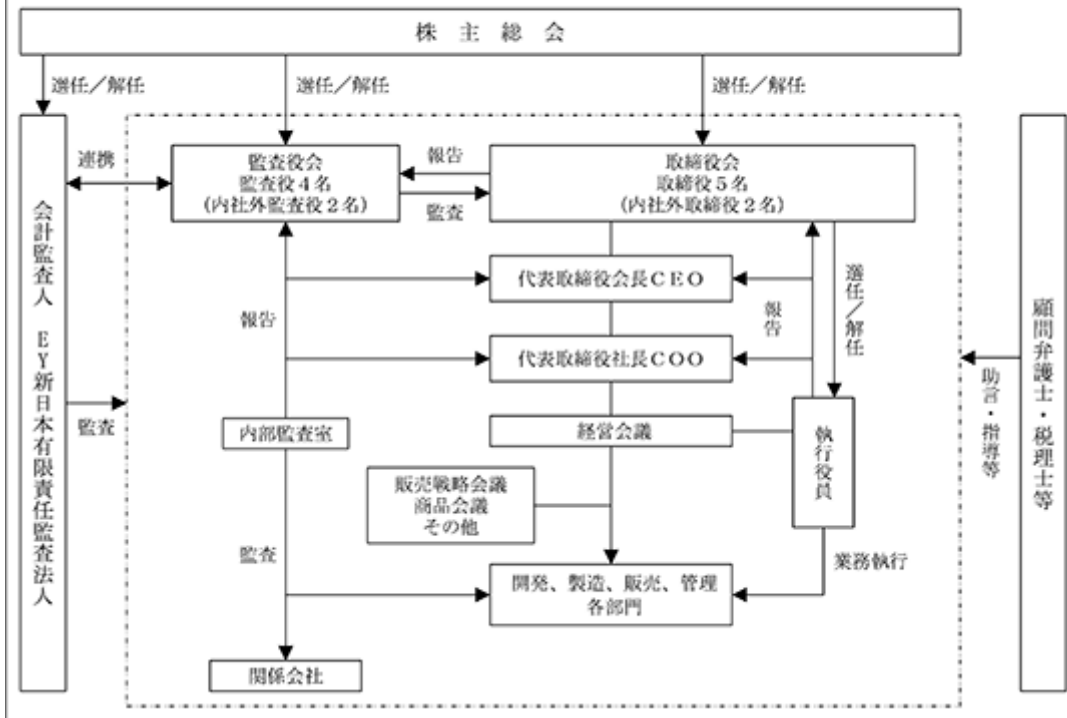 株主総会
選任／解任
選任／解任
選任／解任
連携
監査役会
監査役４名
（内社外監査役２名）
報告
監査
取締役会
取締役５名
（内社外取締役２名）
会計監査人　ＥＹ新日本有限責任監査法人
代表取締役会長ＣＥＯ
選任／解任
報告
報告
代表取締役社長ＣＯＯ
顧問弁護士・税理士等
助言・指導等
監査
内部監査室
経営会議
執行役員
販売戦略会議
商品会議
その他
監査
業務執行
開発、製造、販売、管理
各部門
関係会社